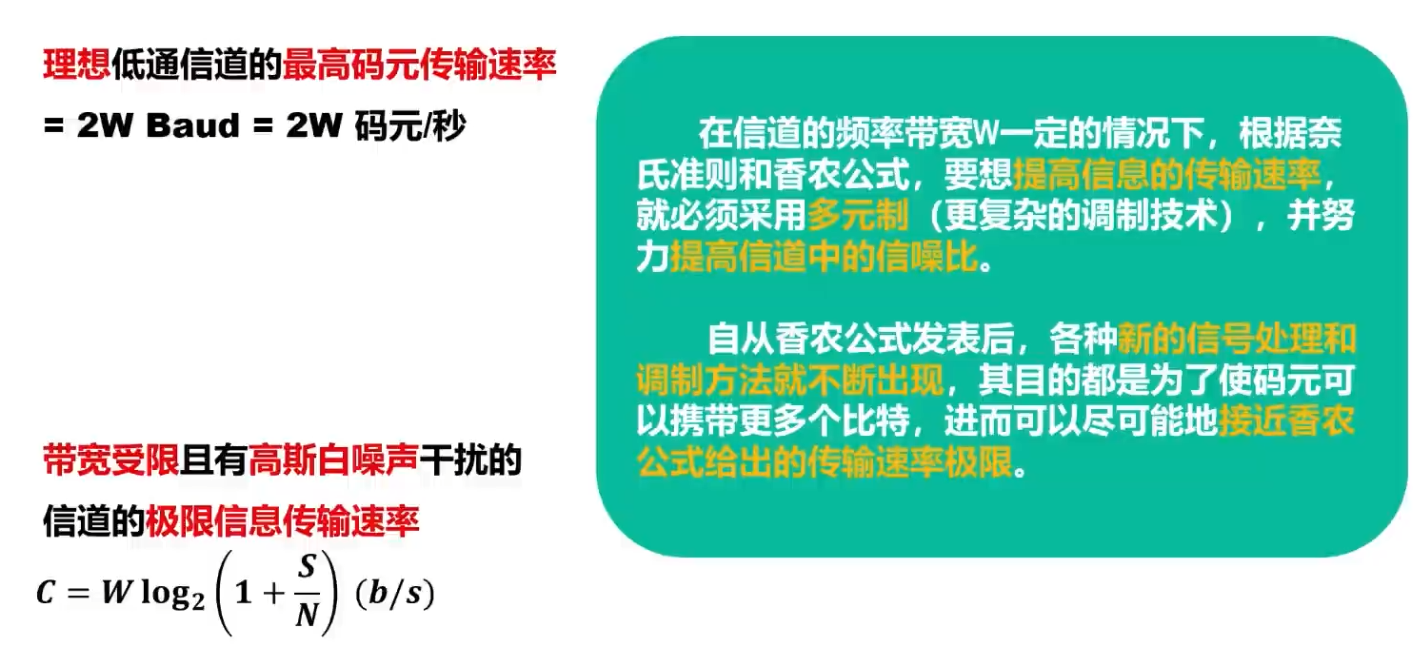 理想低通信道的最高码元传输速率
= 2W Baud = 2W 码元/秒
带宽受限且有高斯白噪声干扰的
信道的极限信息传输速率
C = W log₂(1 + S/N) (b/s)
在信道的频率带宽W一定的情况下，根据奈
氏准则和香农公式，要想提高信息的传输速率，
就必须采用多元制（更复杂的调制技术），并努
力提高信道中的信噪比。
自从香农公式发表后，各种新的信号处理和
调制方法就不断出现，其目的都是为了使码元可
以携带更多个比特，进而可以尽可能地接近香农
公式给出的传输速率极限。